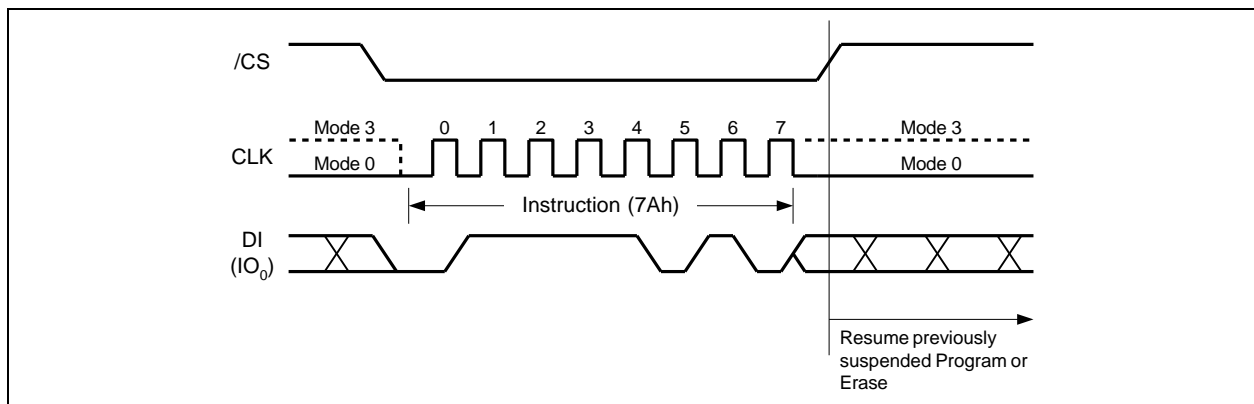 /CS
Mode 3
0 1 2 3 4 5 6 7
Mode 3
CLK
Mode 0
Mode 0
Instruction (7Ah)
DI
(IO₀)
Resume previously
suspended Program or
Erase